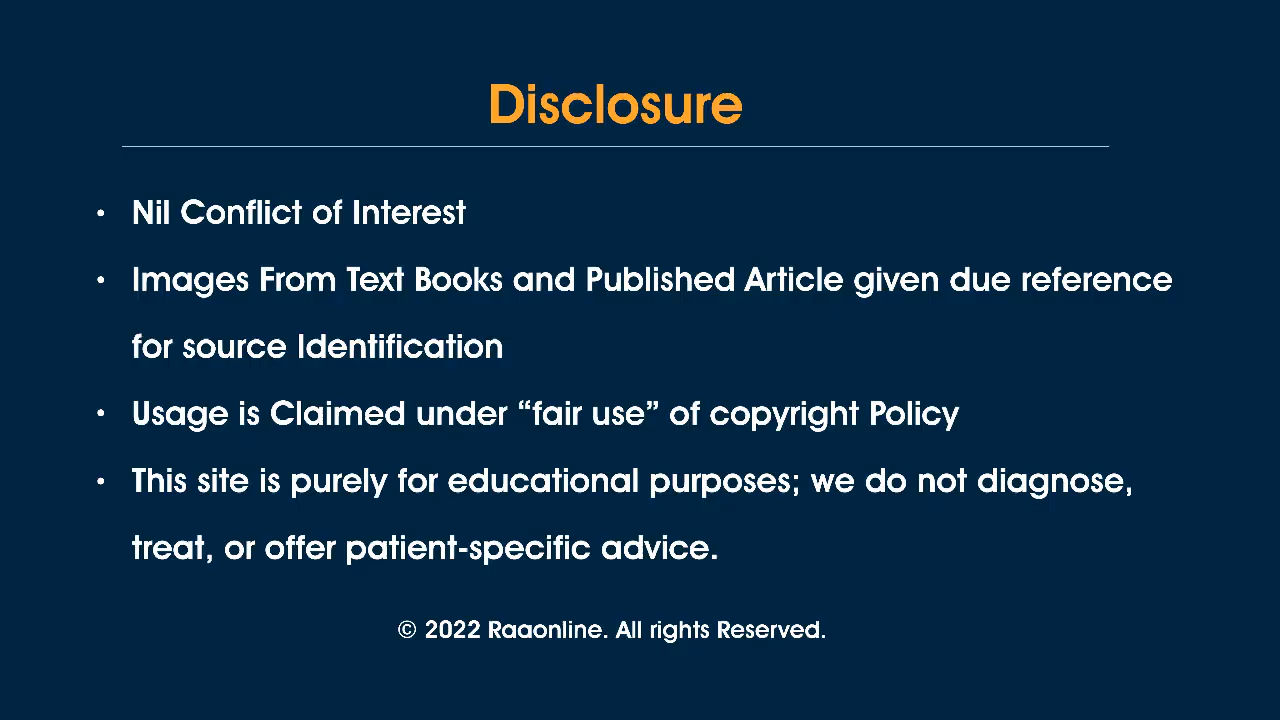 Disclosure
• Nil Conflict of Interest
• Images From Text Books and Published Article given due reference
for source Identification
• Usage is Claimed under “fair use” of copyright Policy
• This site is purely for educational purposes; we do not diagnose,
treat, or offer patient-specific advice.
© 2022 Raaonline. All rights Reserved.